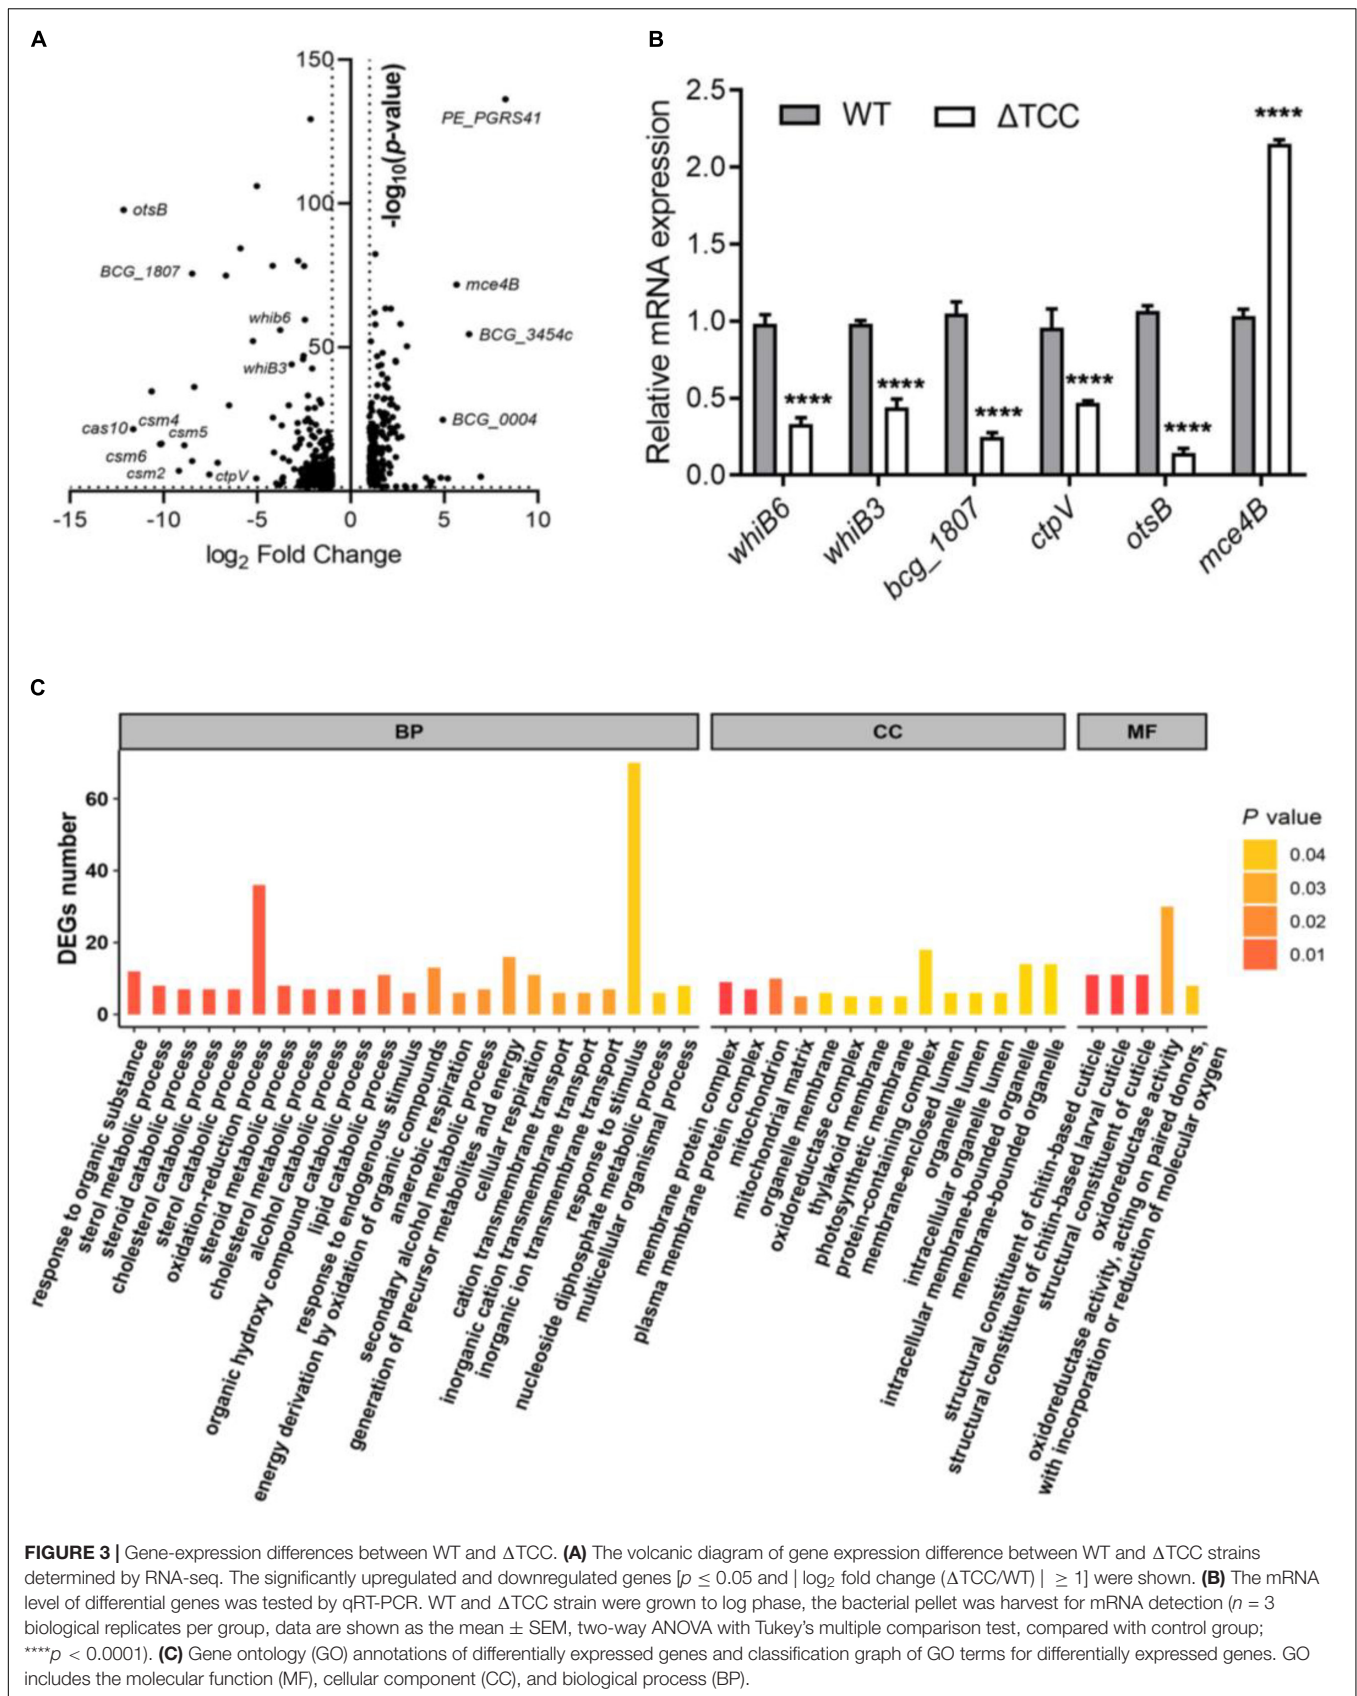 A
150
100
50
-log10(p-value)
PE_PGRS41
otsB
BCG_1807
mce4B
whib6
BCG_3454c
whiB3
BCG_0004
csm4
cas10
csm5
csm6
csm2
ctpV
-15 -10 -5 0 5 10
log2 Fold Change
B
Relative mRNA expression
2.5
2.0
1.5
1.0
0.5
0.0
WT ΔTCC
**** **** **** **** **** ****
whiB6 whiB3 bcg_1807 ctpV otsB mce4B
C
BP CC MF
DEGs number
60
40
20
0
response to organic substance
sterol metabolic process
steroid catabolic process
cholesterol catabolic process
sterol catabolic process
oxidation-reduction process
steroid metabolic process
cholesterol metabolic process
alcohol catabolic process
organic hydroxy compound catabolic process
lipid catabolic process
response to endogenous stimulus
energy derivation by oxidation of organic compounds
anaerobic respiration
secondary alcohol metabolic process
generation of precursor metabolites and energy
cellular respiration
cation transmembrane transport
inorganic cation transmembrane transport
inorganic ion transmembrane transport
response to stimulus
nucleoside diphosphate metabolic process
multicellular organismal process
membrane protein complex
plasma membrane protein complex
mitochondrion
mitochondrial matrix
organelle membrane
oxidoreductase complex
thylakoid membrane
photosynthetic membrane
protein-containing complex
membrane-enclosed lumen
organelle lumen
intracellular organelle lumen
intracellular membrane-bounded organelle
membrane-bounded organelle
structural constituent of chitin-based cuticle
structural constituent of chitin-based larval cuticle
structural constituent of cuticle
oxidoreductase activity
oxidoreductase activity, acting on paired donors,
with incorporation or reduction of molecular oxygen
P value
0.04
0.03
0.02
0.01
FIGURE 3 | Gene-expression differences between WT and ΔTCC. (A) The volcanic diagram of gene expression difference between WT and ΔTCC strains
determined by RNA-seq. The significantly upregulated and downregulated genes [p ≤ 0.05 and | log2 fold change (ΔTCC/WT) | ≥ 1] were shown. (B) The mRNA
level of differential genes was tested by qRT-PCR. WT and ΔTCC strain were grown to log phase, the bacterial pellet was harvest for mRNA detection (n = 3
biological replicates per group, data are shown as the mean ± SEM, two-way ANOVA with Tukey's multiple comparison test, compared with control group;
****p < 0.0001). (C) Gene ontology (GO) annotations of differentially expressed genes and classification graph of GO terms for differentially expressed genes. GO
includes the molecular function (MF), cellular component (CC), and biological process (BP).